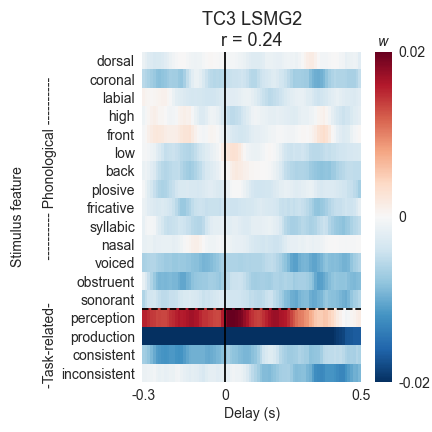 TC3 LSMG2
r = 0.24
w
dorsal
coronal
labial
high
front
low
back
plosive
fricative
syllabic
nasal
voiced
obstruent
sonorant
perception
production
consistent
inconsistent
Stimulus feature
-Task-related- ---------- Phonological ----------
-0.3 0 0.5
Delay (s)
0.02
0
-0.02